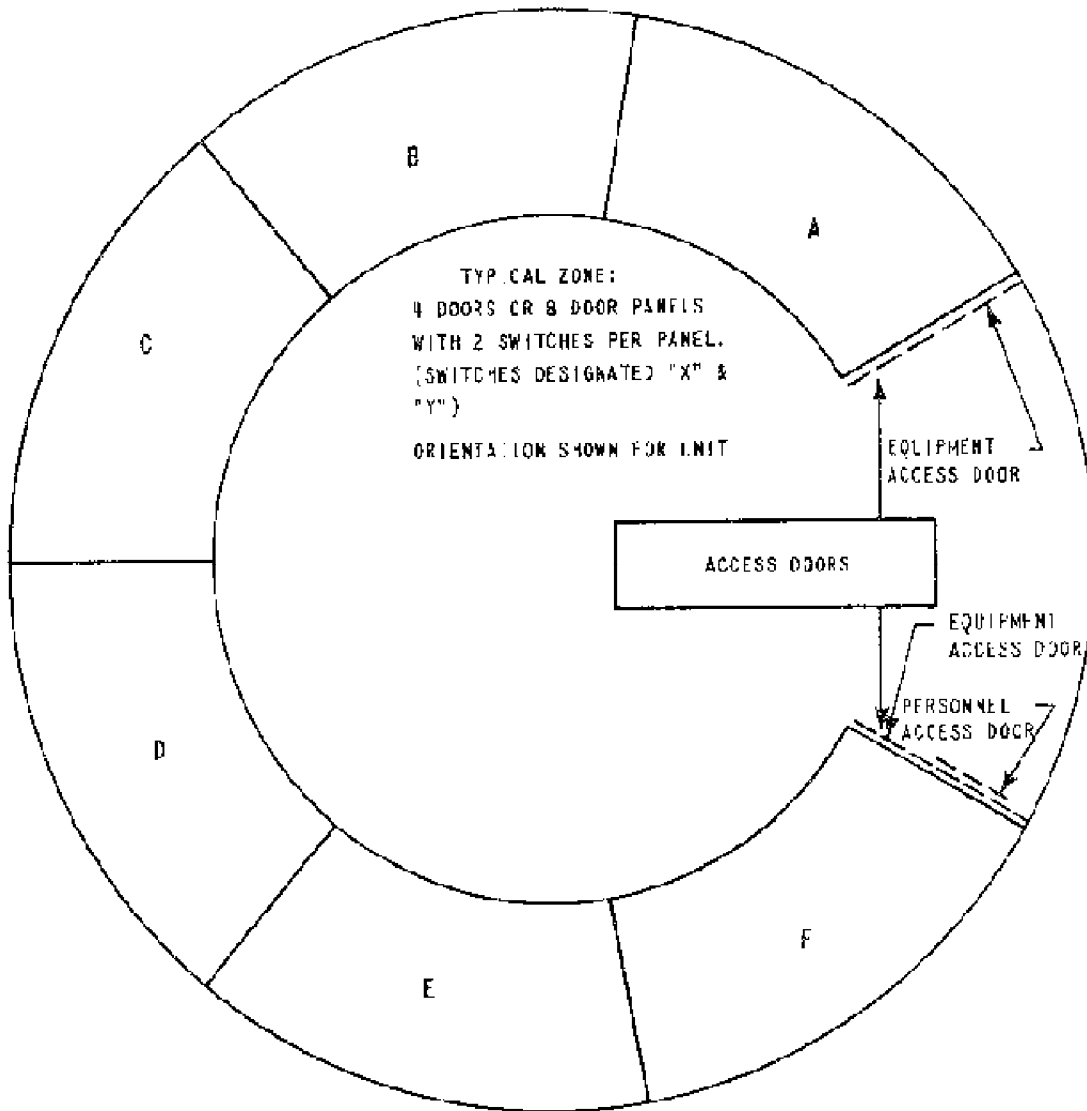 B
A
TYPICAL ZONE:
4 DOORS OR 8 DOOR PANELS
WITH 2 SWITCHES PER PANEL.
(SWITCHES DESIGNATED "X" &
"Y")
ORIENTATION SHOWN FOR UNIT
C
EQUIPMENT
ACCESS DOOR
ACCESS DOORS
EQUIPMENT
ACCESS DOOR
PERSONNEL
ACCESS DOOR
D
E
F